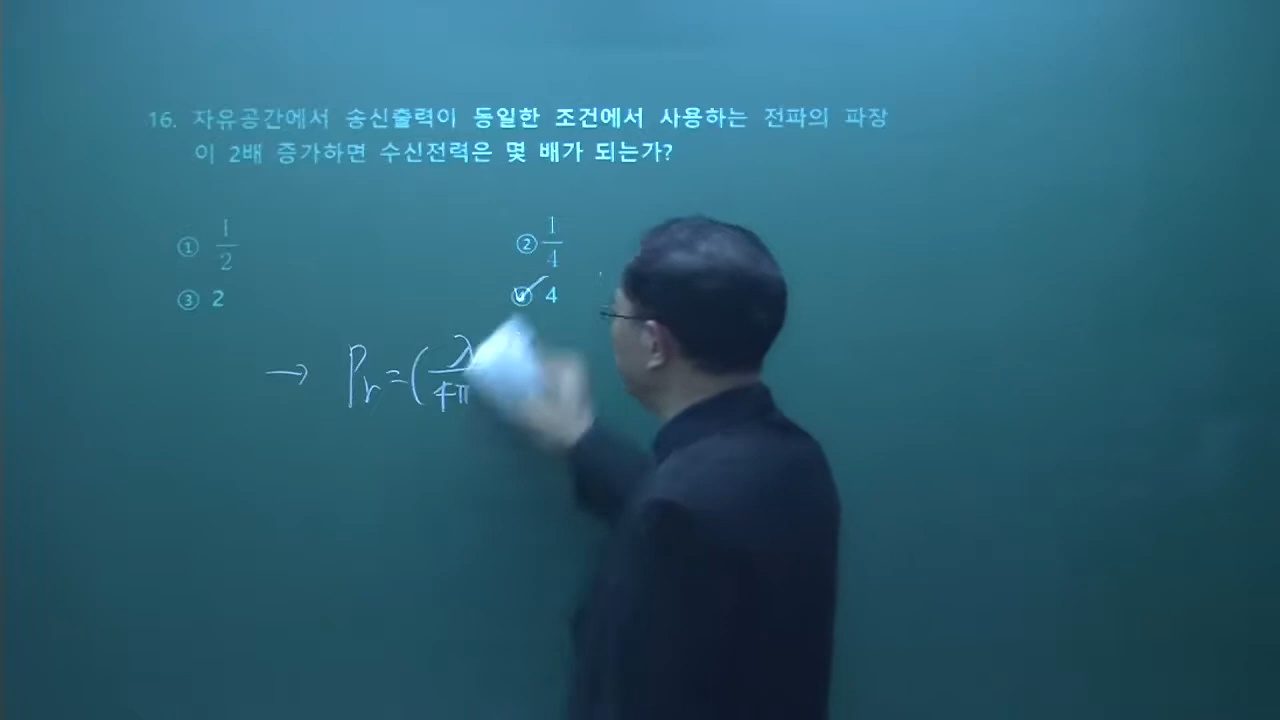 16. 자유공간에서 송신출력이 동일한 조건에서 사용하는 전파의 파장
이 2배 증가하면 수신전력은 몇 배가 되는가?
① 1/2 ② 1/4
③ 2 ④ 4
→ Pr=(λ/4π